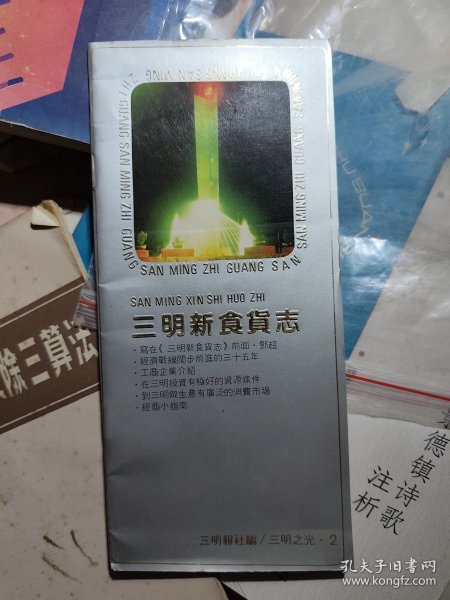 SAN MING ZHI GUANG SAN MING ZHI GUANG SAN MING ZHI GUANG SAN
SAN MING XIN SHI HUO ZHI
三明新食貨志
·寫在《三明新食貨志》前面·鄧超
·經濟戰線闊步前進的三十五年
·工商企業介紹
·在三明投資有極好的資源條件
·到三明做生意有廣泛的消費市場
·經商小指南
三明報社編/三明之光·2
除三算法
德镇诗歌
注析
孔夫子旧书网
www.kongfz.com